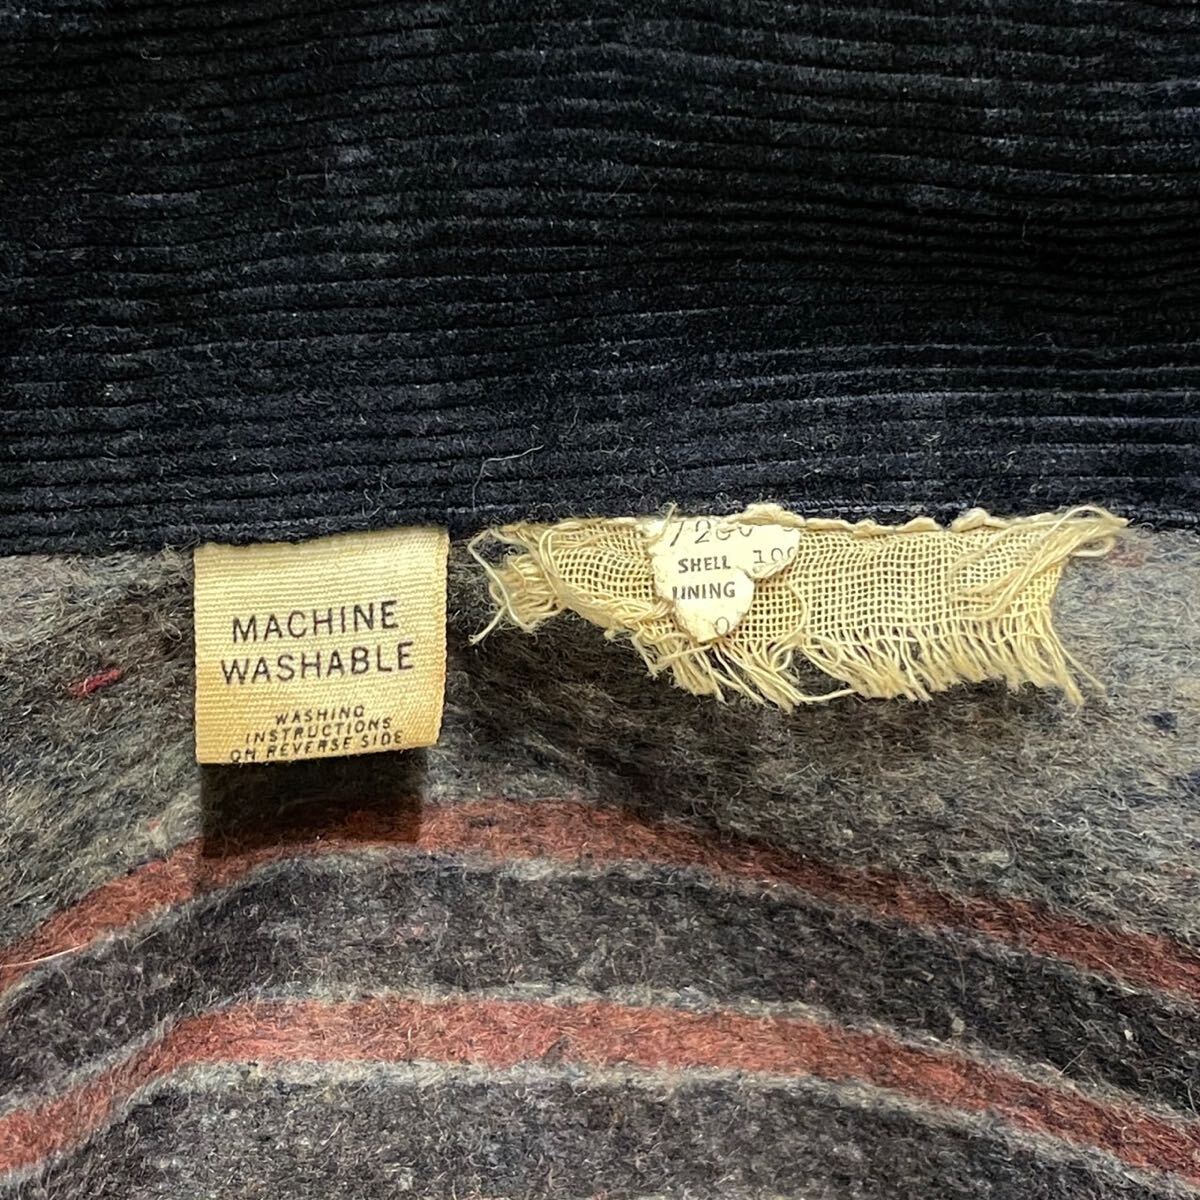 MACHINE
WASHABLE
WASHING
INSTRUCTIONS
ON REVERSE SIDE
SHELL
LINING